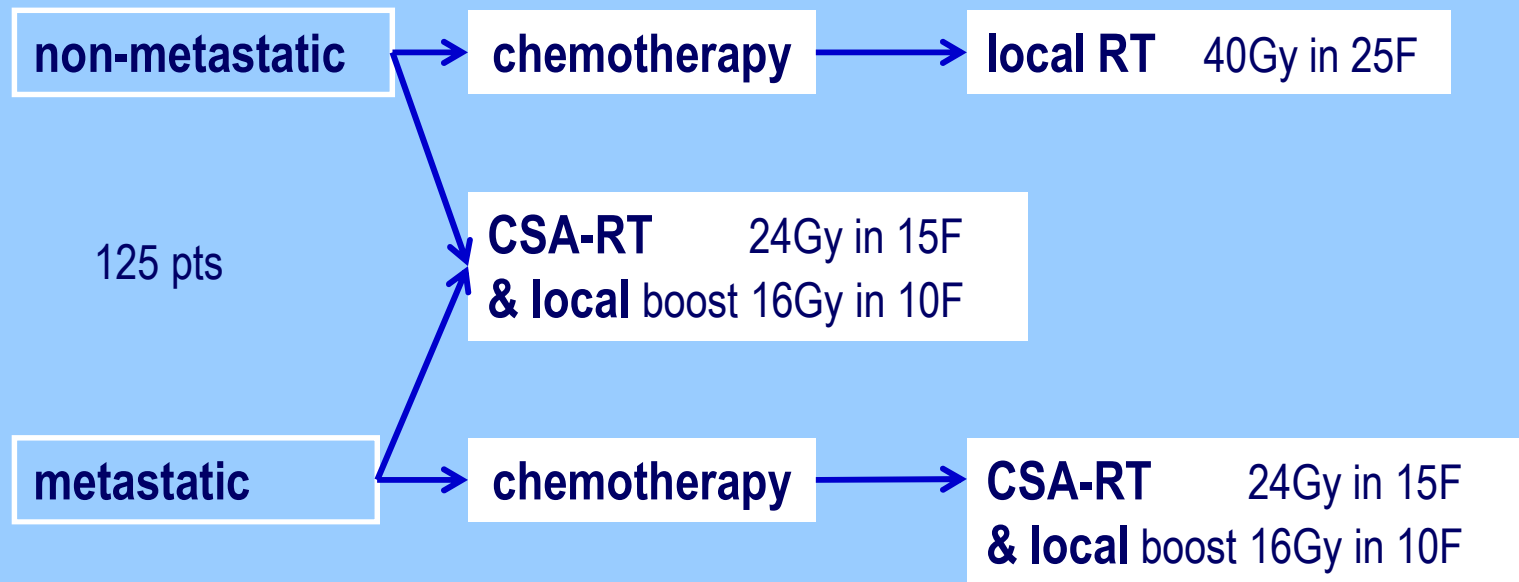 non-metastatic
chemotherapy
local RT 40Gy in 25F
125 pts
CSA-RT 24Gy in 15F
& local boost 16Gy in 10F
metastatic
chemotherapy
CSA-RT 24Gy in 15F
& local boost 16Gy in 10F